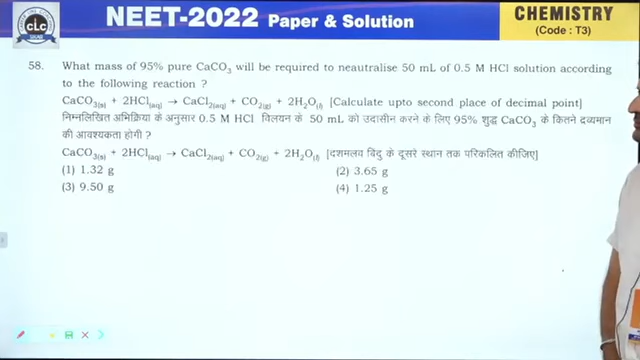 CLC
NEET-2022 Paper & Solution
CHEMISTRY
(Code : T3)
58. What mass of 95% pure CaCO₃ will be required to neautralise 50 mL of 0.5 M HCl solution according
to the following reaction ?
CaCO₃(s) + 2HCl(aq) → CaCl₂(aq) + CO₂(g) + 2H₂O(l) [Calculate upto second place of decimal point]
निम्नलिखित अभिक्रिया के अनुसार 0.5 M HCl विलयन के 50 mL को उदासीन करने के लिए 95% शुद्ध CaCO₃ के कितने द्रव्यमान
की आवश्यकता होगी ?
CaCO₃(s) + 2HCl(aq) → CaCl₂(aq) + CO₂(g) + 2H₂O(l) [दशमलव बिंदु के दूसरे स्थान तक परिकलित कीजिए]
(1) 1.32 g (2) 3.65 g
(3) 9.50 g (4) 1.25 g